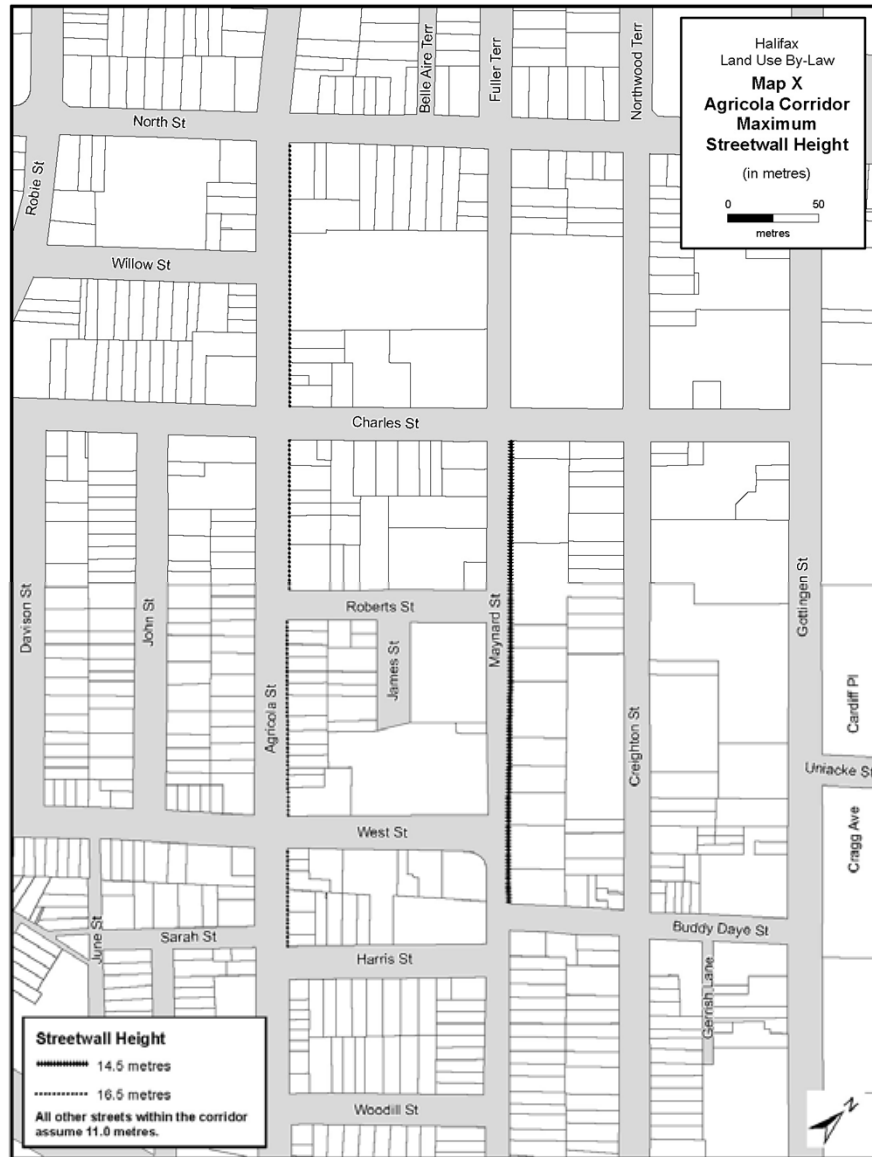 Halifax
Land Use By-Law
Map X
Agricola Corridor
Maximum
Streetwall Height
(in metres)
0 50
metres
Belle Aire Terr
Fuller Terr
Northwood Terr
North St
Robie St
Willow St
Charles St
Davison St
John St
Agricola St
Roberts St
James St
Maynard St
Creighton St
Gottingen St
Cardiff Pl
Uniacke St
Cragg Ave
West St
June St
Sarah St
Harris St
Buddy Daye St
Gerrish Lane
Woodill St
Streetwall Height
14.5 metres
16.5 metres
All other streets within the corridor
assume 11.0 metres.
N